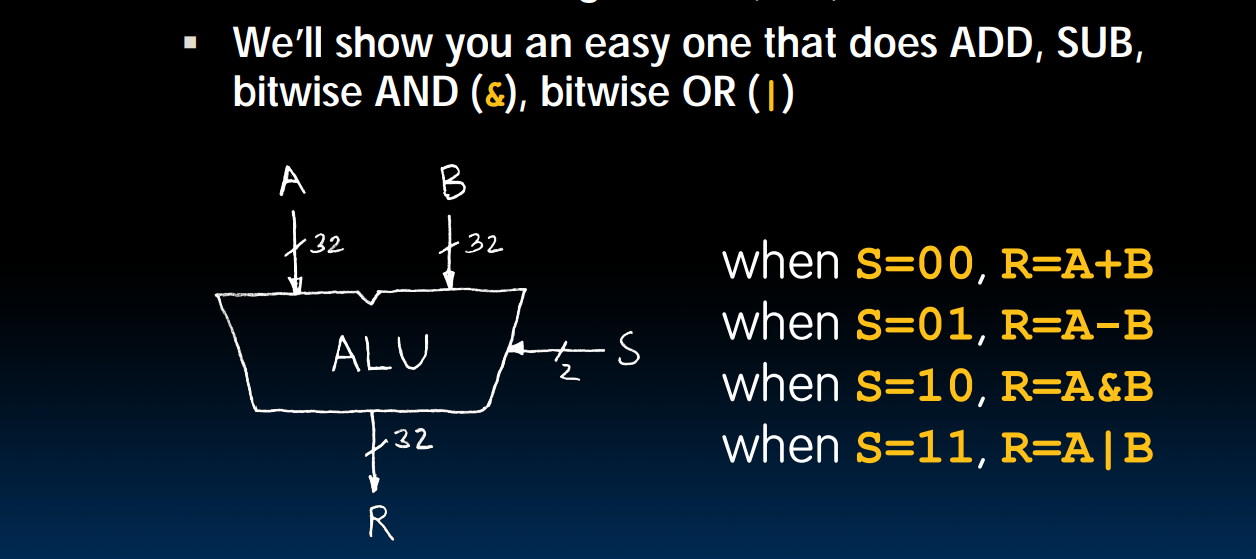 ▪ We'll show you an easy one that does ADD, SUB,
bitwise AND (&), bitwise OR (|)
A
B
32
32
ALU
S
2
32
R
when S=00, R=A+B
when S=01, R=A-B
when S=10, R=A&B
when S=11, R=A|B